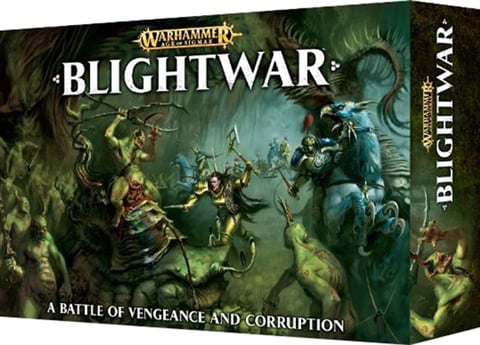 WARHAMMER
AGE OF SIGMAR
BLIGHTWAR
A BATTLE OF VENGEANCE AND CORRUPTION
WARHAMMER
AGE OF SIGMAR
BLIGHTWAR